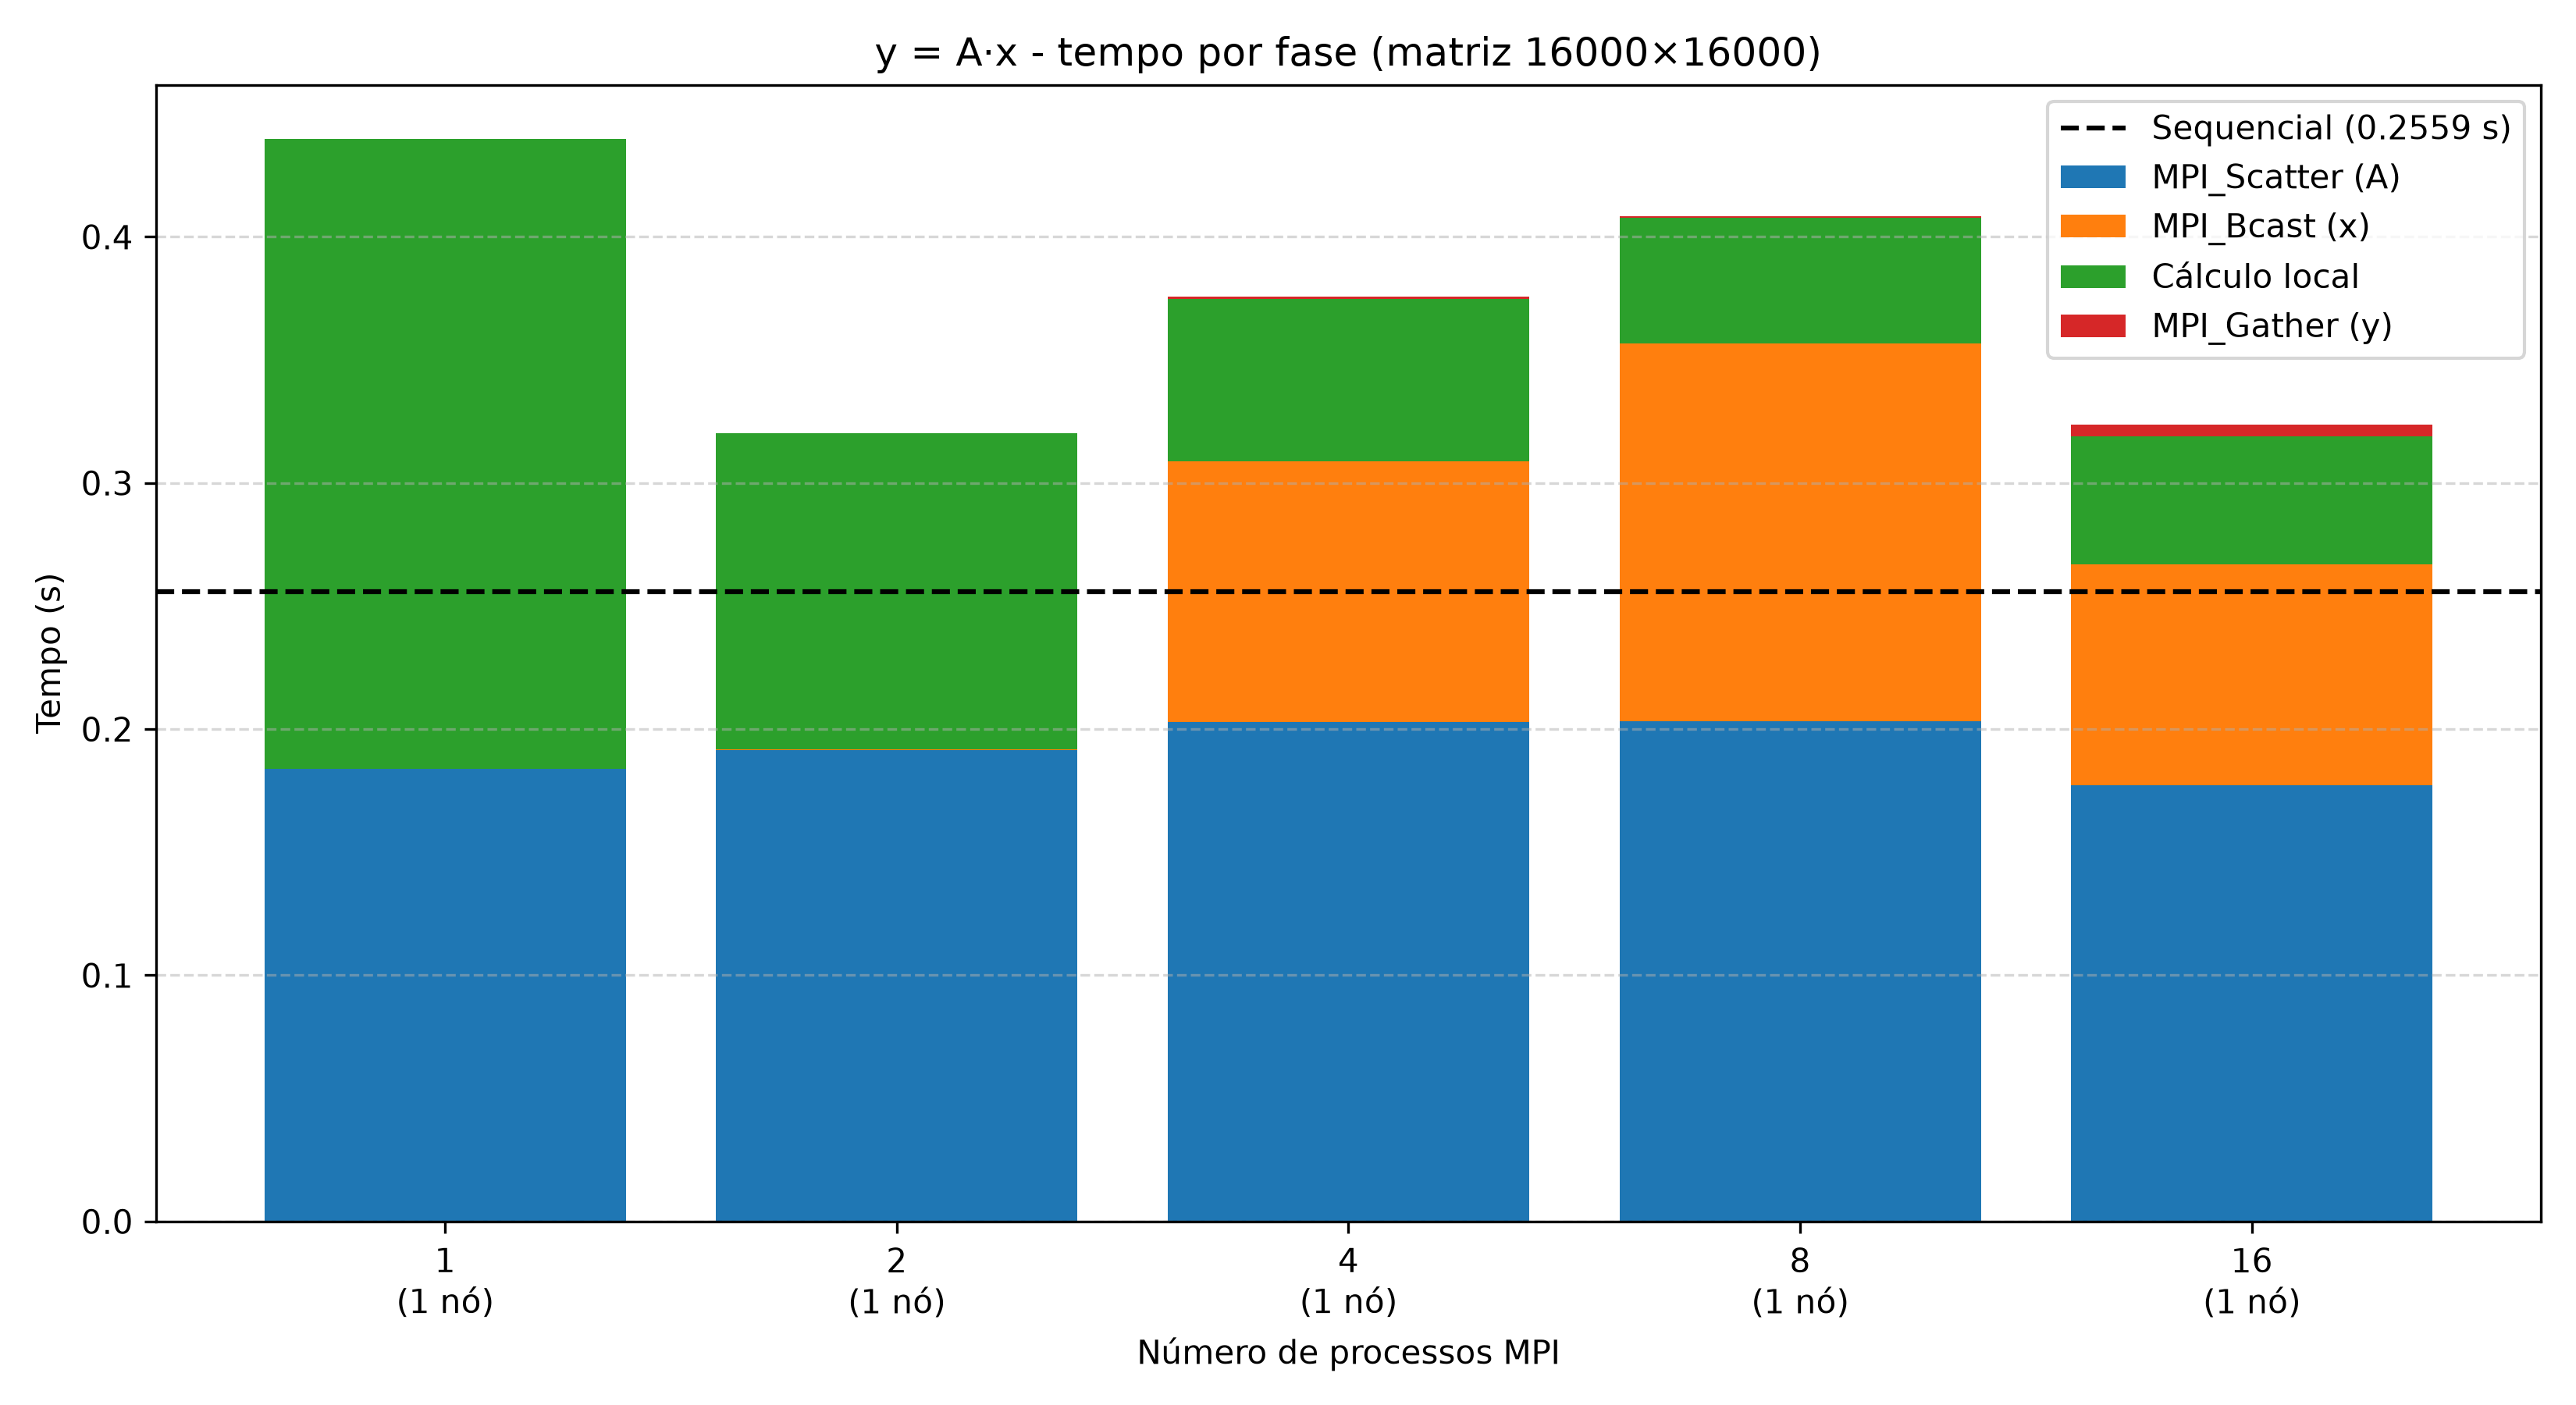 y = A·x - tempo por fase (matriz 16000×16000)
Sequencial (0.2559 s)
MPI_Scatter (A)
MPI_Bcast (x)
Cálculo local
MPI_Gather (y)
Tempo (s)
0.4
0.3
0.2
0.1
0.0
1 2 4 8 16
(1 nó) (1 nó) (1 nó) (1 nó) (1 nó)
Número de processos MPI